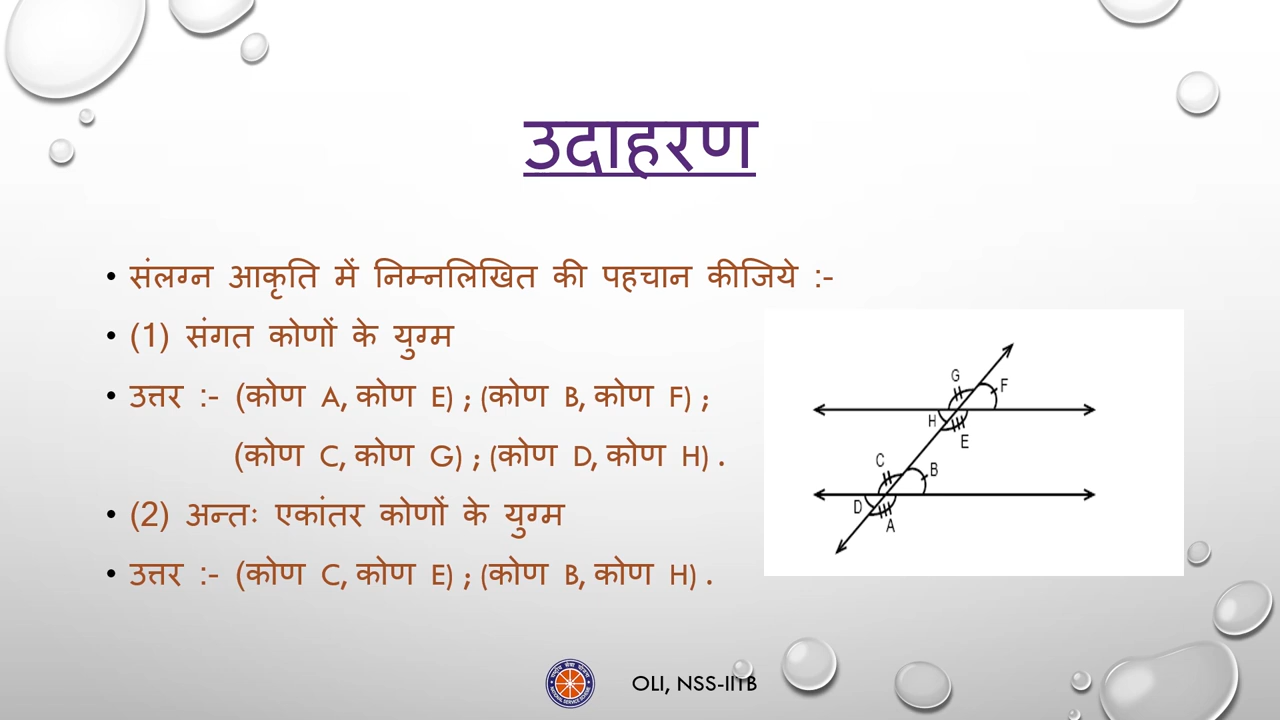 उदाहरण
• संलग्न आकृति में निम्नलिखित की पहचान कीजिये :-
• (1) संगत कोणों के युग्म
• उत्तर :- (कोण A, कोण E) ; (कोण B, कोण F) ;
(कोण C, कोण G) ; (कोण D, कोण H) .
• (2) अन्तः एकांतर कोणों के युग्म
• उत्तर :- (कोण C, कोण E) ; (कोण B, कोण H) .
G
F
H
E
C
B
D
A
OLI, NSS-IITB